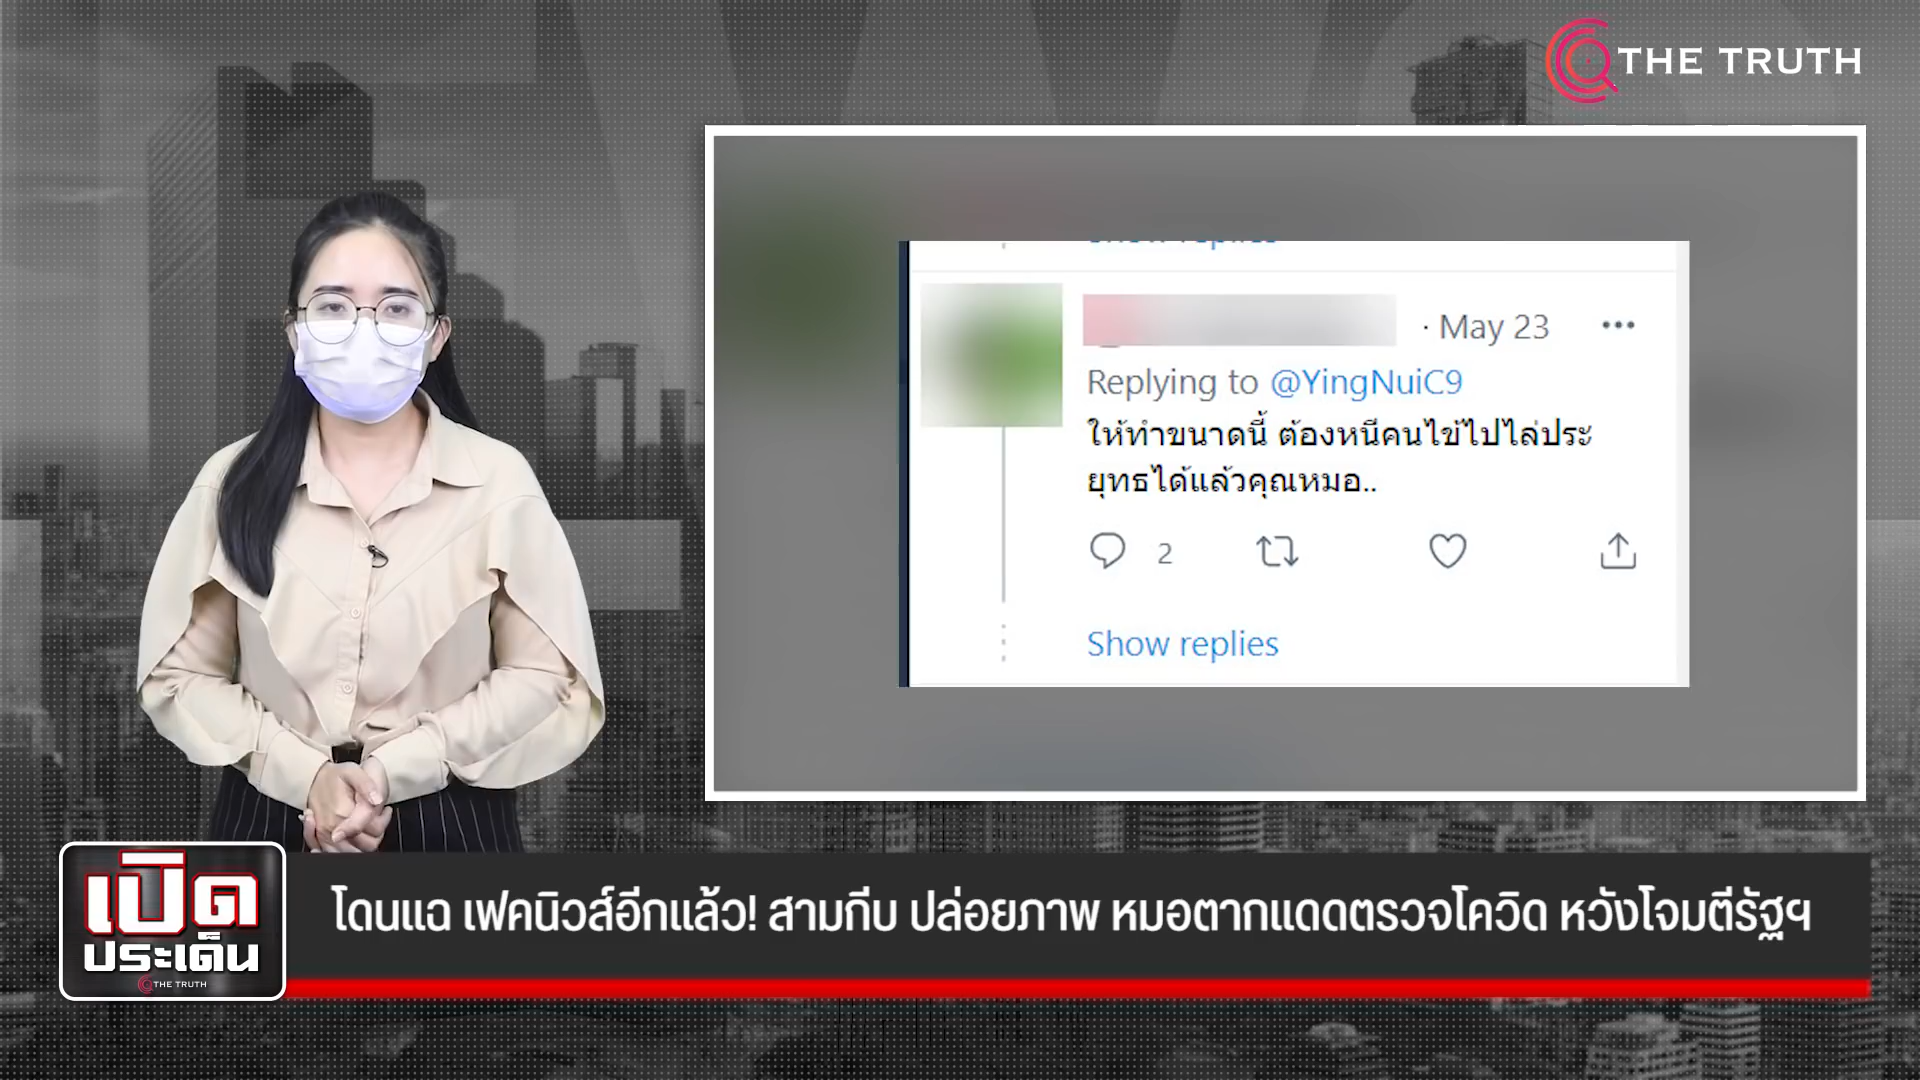 THE TRUTH
· May 23
Replying to @YingNuiC9
ให้ทำขนาดนี้ ต้องหนีคนไข้ไปไล่ประ
ยุทธได้แล้วคุณหมอ..
2
Show replies
เปิด
ประเด็น
THE TRUTH
โดนแฉ เฟคนิวส์อีกแล้ว! สามกีบ ปล่อยภาพ หมอตากแดดตรวจโควิด หวังโจมตีรัฐฯ